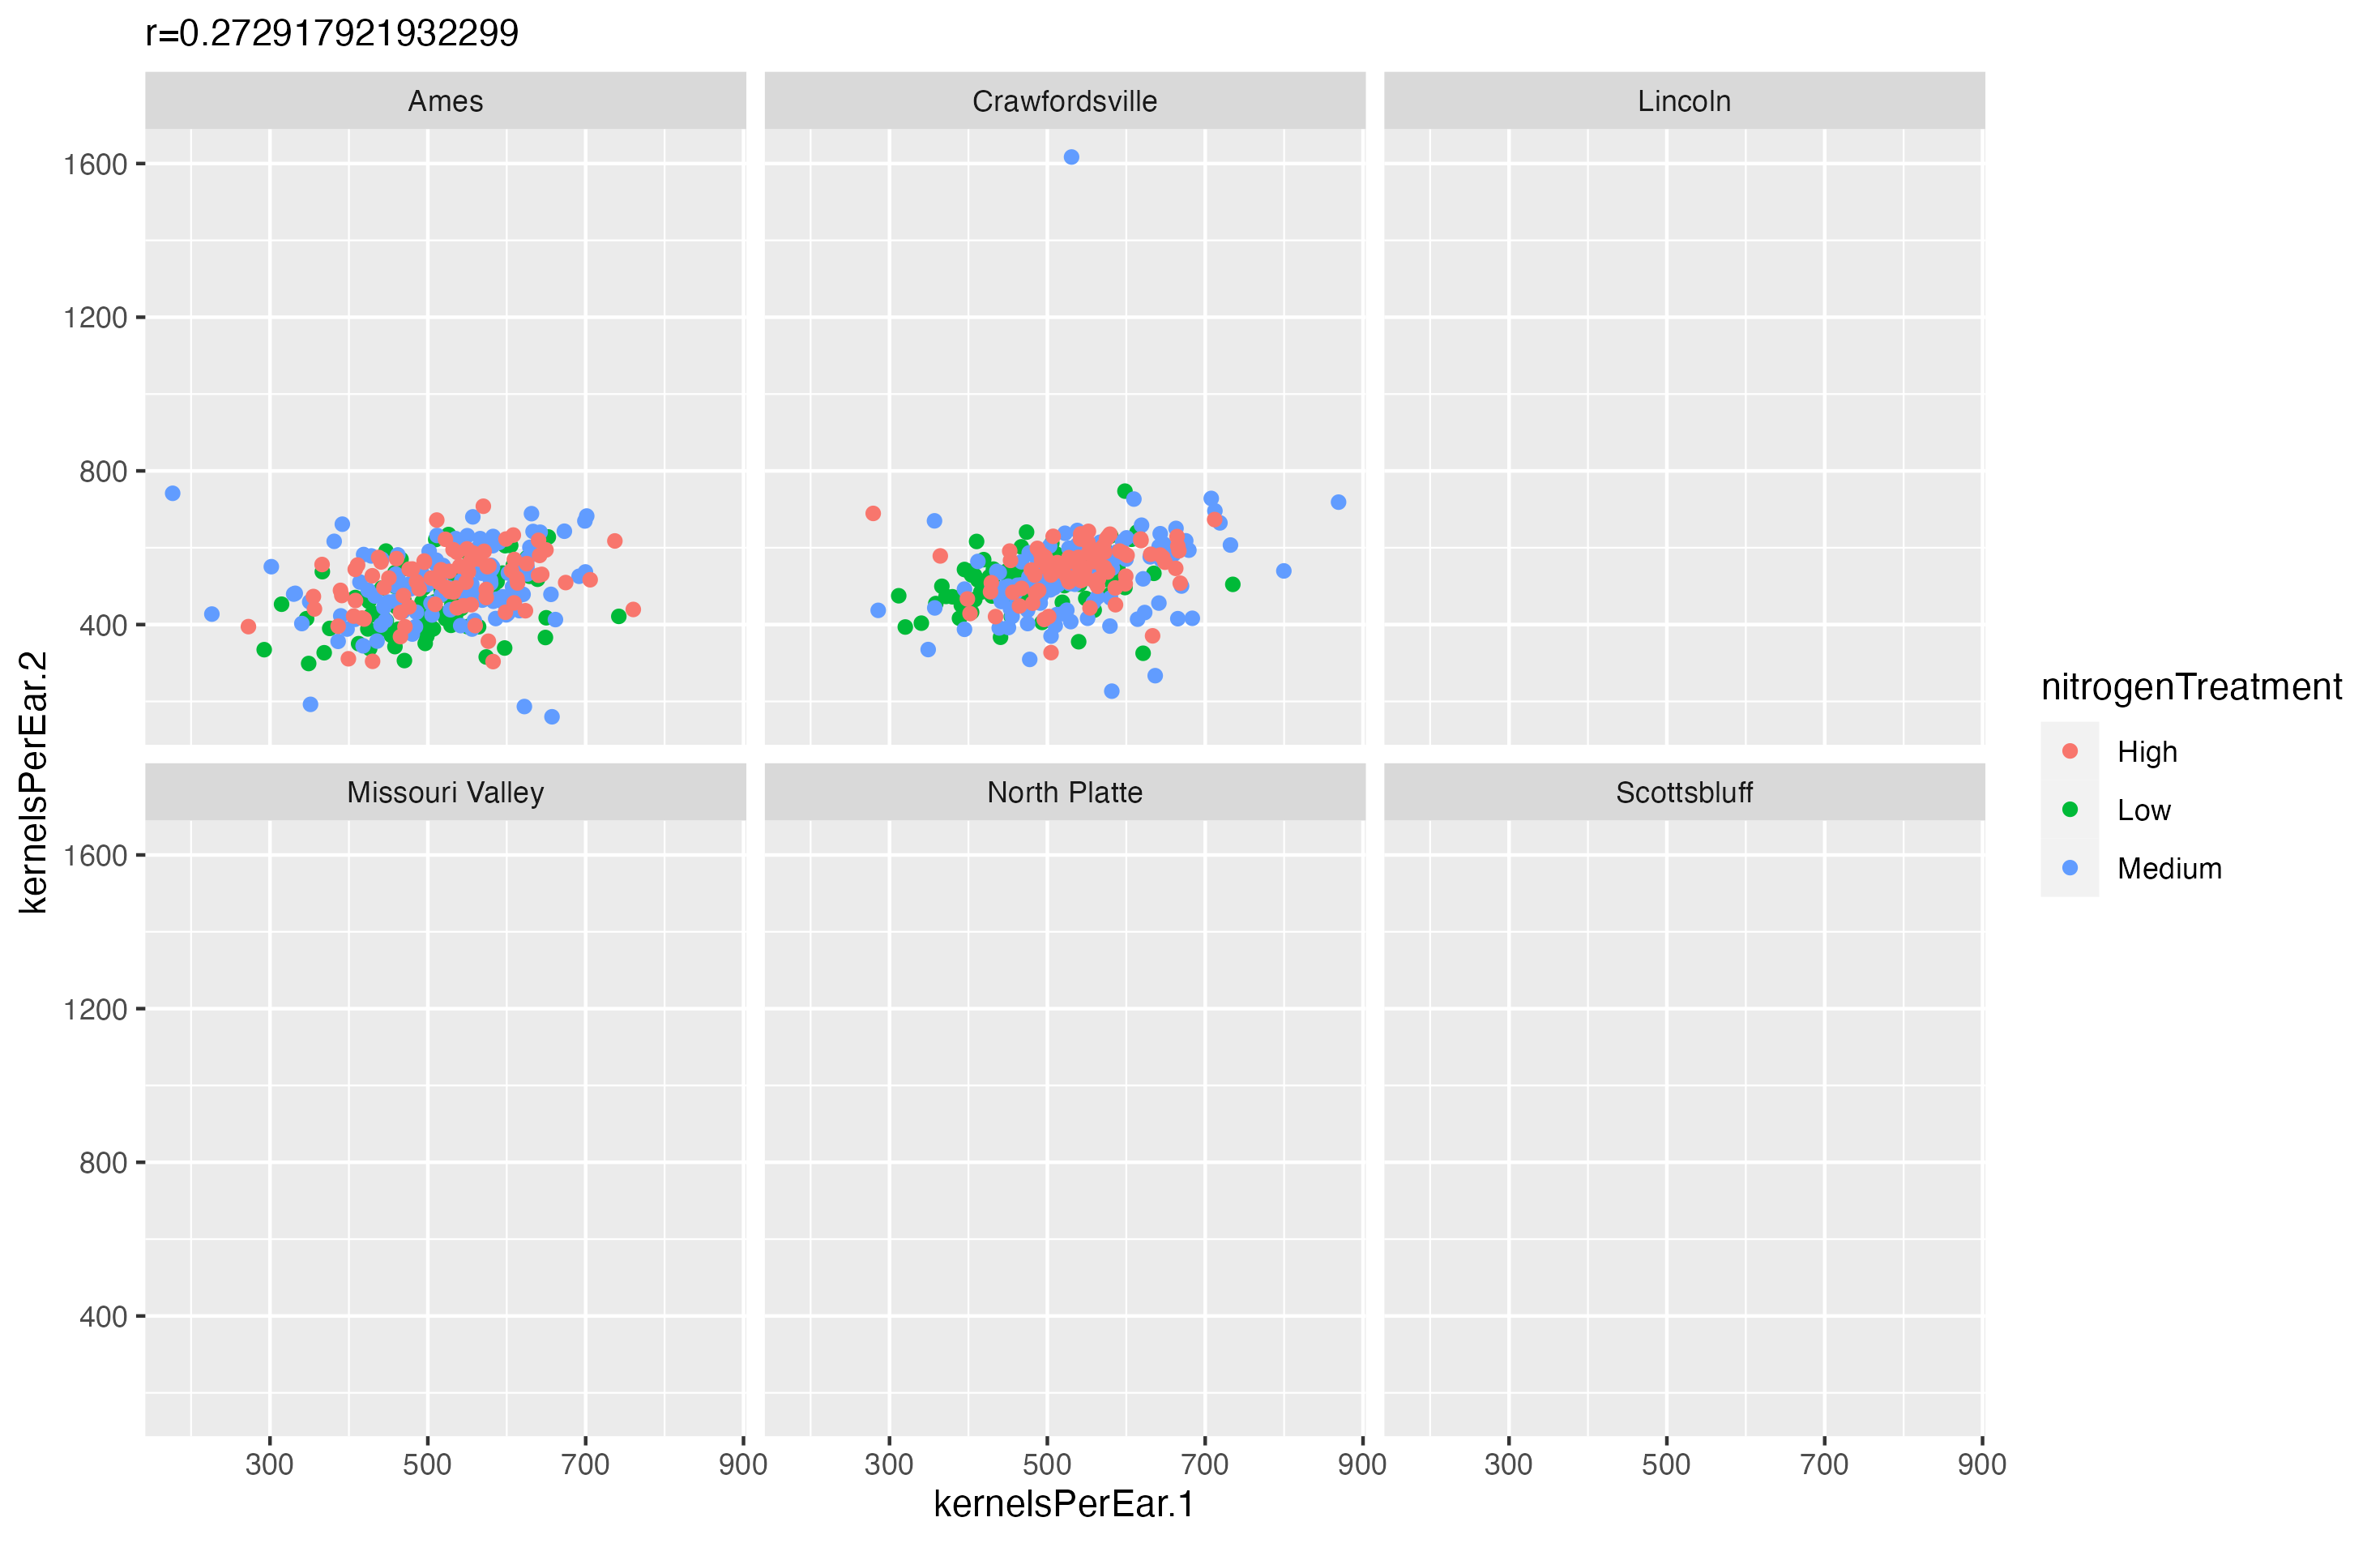 r=0.272917921932299
Ames
Crawfordsville
Lincoln
1600
1200
800
400
Missouri Valley
North Platte
Scottsbluff
1600
1200
800
400
300 500 700 900
300 500 700 900
300 500 700 900
kernelsPerEar.1
kernelsPerEar.2
nitrogenTreatment
High
Low
Medium